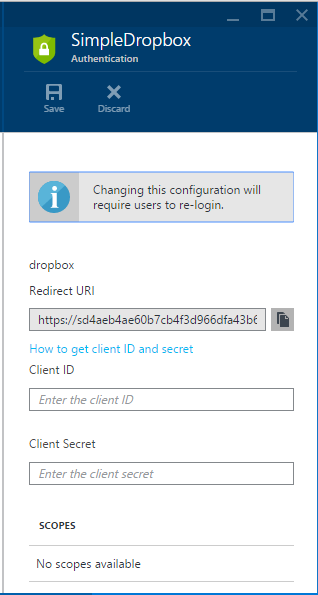 SimpleDropbox
Authentication
Save
Discard
Changing this configuration will
require users to re-login.
dropbox
Redirect URI
https://sd4aeb4ae60b7cb4f3d966dfa43b6
How to get client ID and secret
Client ID
Enter the client ID
Client Secret
Enter the client secret
SCOPES
No scopes available